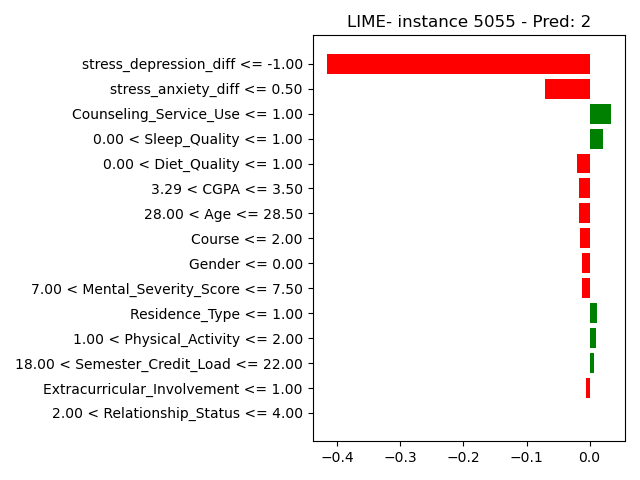 LIME- instance 5055 - Pred: 2
stress_depression_diff <= -1.00
stress_anxiety_diff <= 0.50
Counseling_Service_Use <= 1.00
0.00 < Sleep_Quality <= 1.00
0.00 < Diet_Quality <= 1.00
3.29 < CGPA <= 3.50
28.00 < Age <= 28.50
Course <= 2.00
Gender <= 0.00
7.00 < Mental_Severity_Score <= 7.50
Residence_Type <= 1.00
1.00 < Physical_Activity <= 2.00
18.00 < Semester_Credit_Load <= 22.00
Extracurricular_Involvement <= 1.00
2.00 < Relationship_Status <= 4.00
−0.4 −0.3 −0.2 −0.1 0.0